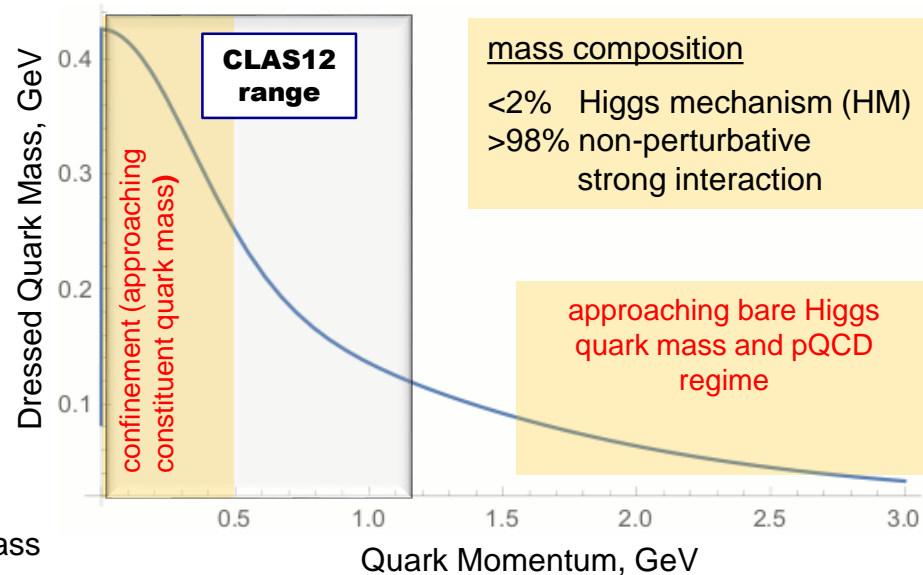 CLAS12
range
mass composition
<2% Higgs mechanism (HM)
>98% non-perturbative
strong interaction
Dressed Quark Mass, GeV
0.4
0.3
0.2
0.1
confinement (approaching
constituent quark mass)
approaching bare Higgs
quark mass and pQCD
regime
0.5
1.0
1.5
2.0
2.5
3.0
Quark Momentum, GeV